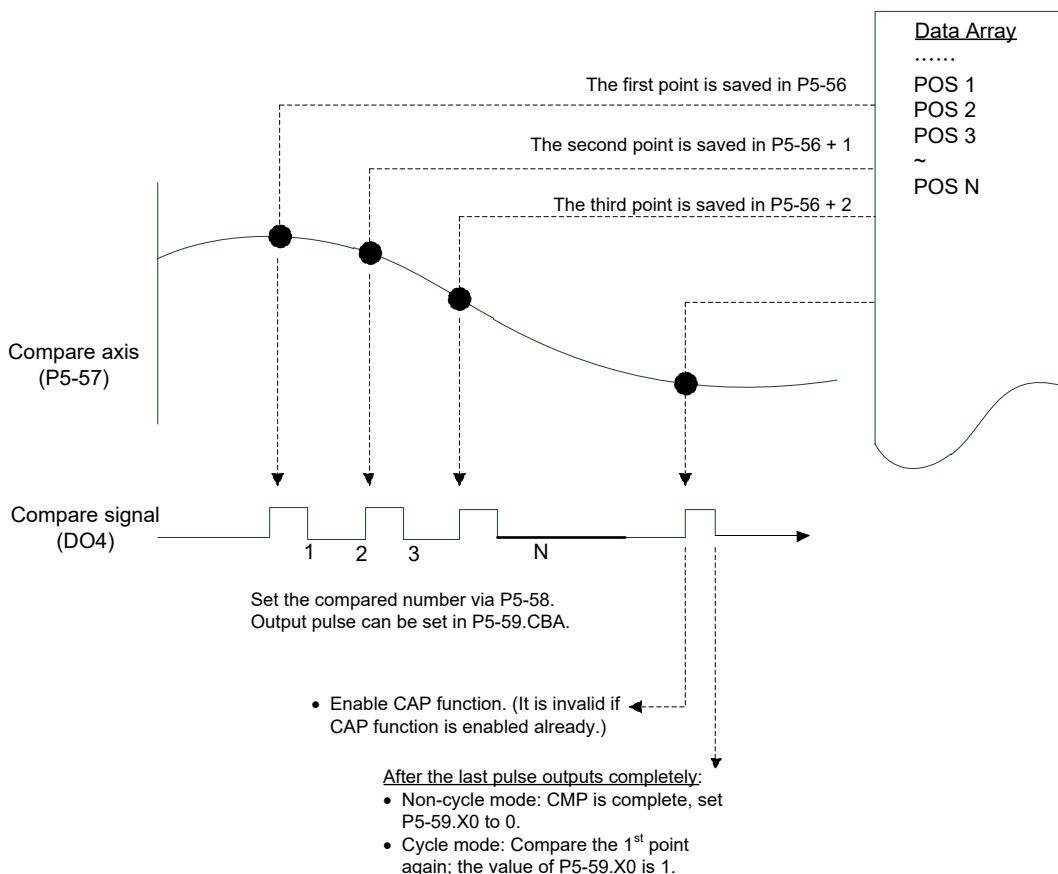 Data Array
......
POS 1
POS 2
POS 3
~
POS N
The first point is saved in P5-56
The second point is saved in P5-56 + 1
The third point is saved in P5-56 + 2
Compare axis
(P5-57)
Compare signal
(DO4)
1 2 3 N
Set the compared number via P5-58.
Output pulse can be set in P5-59.CBA.
• Enable CAP function. (It is invalid if
CAP function is enabled already.)
After the last pulse outputs completely:
• Non-cycle mode: CMP is complete, set
P5-59.X0 to 0.
• Cycle mode: Compare the 1st point
again; the value of P5-59.X0 is 1.